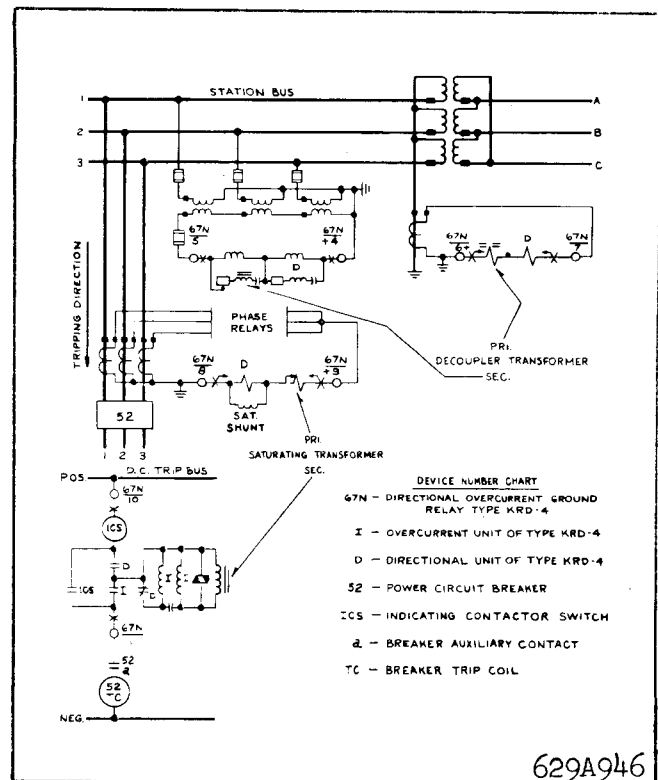 STATION BUS
1
2
3
A
B
C
67N
5
67N
+4
D
67N
6+
D
67N
7
TRIPPING DIRECTION
PHASE
RELAYS
PRI.
DECOUPLER TRANSFORMER
SEC.
67N
8
D
67N
+9
SAT.
SHUNT
52
PRI.
SATURATING TRANSFORMER
SEC.
1 2 3
POS.
D.C. TRIP BUS
67N
10
ICS
ICS
D
I
D
I
I
67N
52
a
52
TC
NEG.
DEVICE NUMBER CHART
67N – DIRECTIONAL OVERCURRENT GROUND
RELAY TYPE KRD-4
I – OVERCURRENT UNIT OF TYPE KRD-4
D – DIRECTIONAL UNIT OF TYPE KRD-4
52 – POWER CIRCUIT BREAKER
ICS – INDICATING CONTACTOR SWITCH
a – BREAKER AUXILIARY CONTACT
TC – BREAKER TRIP COIL
629A946